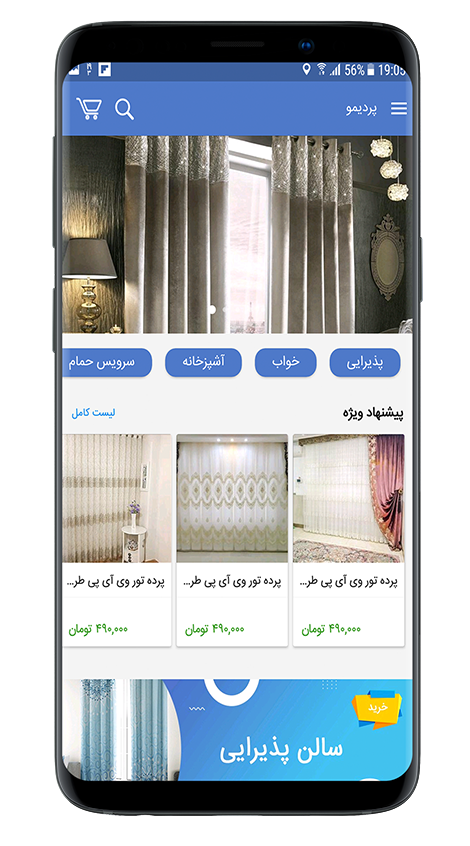 56% 19:05
پردیمو
پذیرایی
خواب
آشپزخانه
سرویس حمام
پیشنهاد ویژه
لیست کامل
پرده تور وی آی پی طر...
پرده تور وی آی پی طر...
پرده تور وی آی پی طر...
۴۹۰,۰۰۰ تومان
۴۹۰,۰۰۰ تومان
۴۹۰,۰۰۰ تومان
خرید
سالن پذیرایی